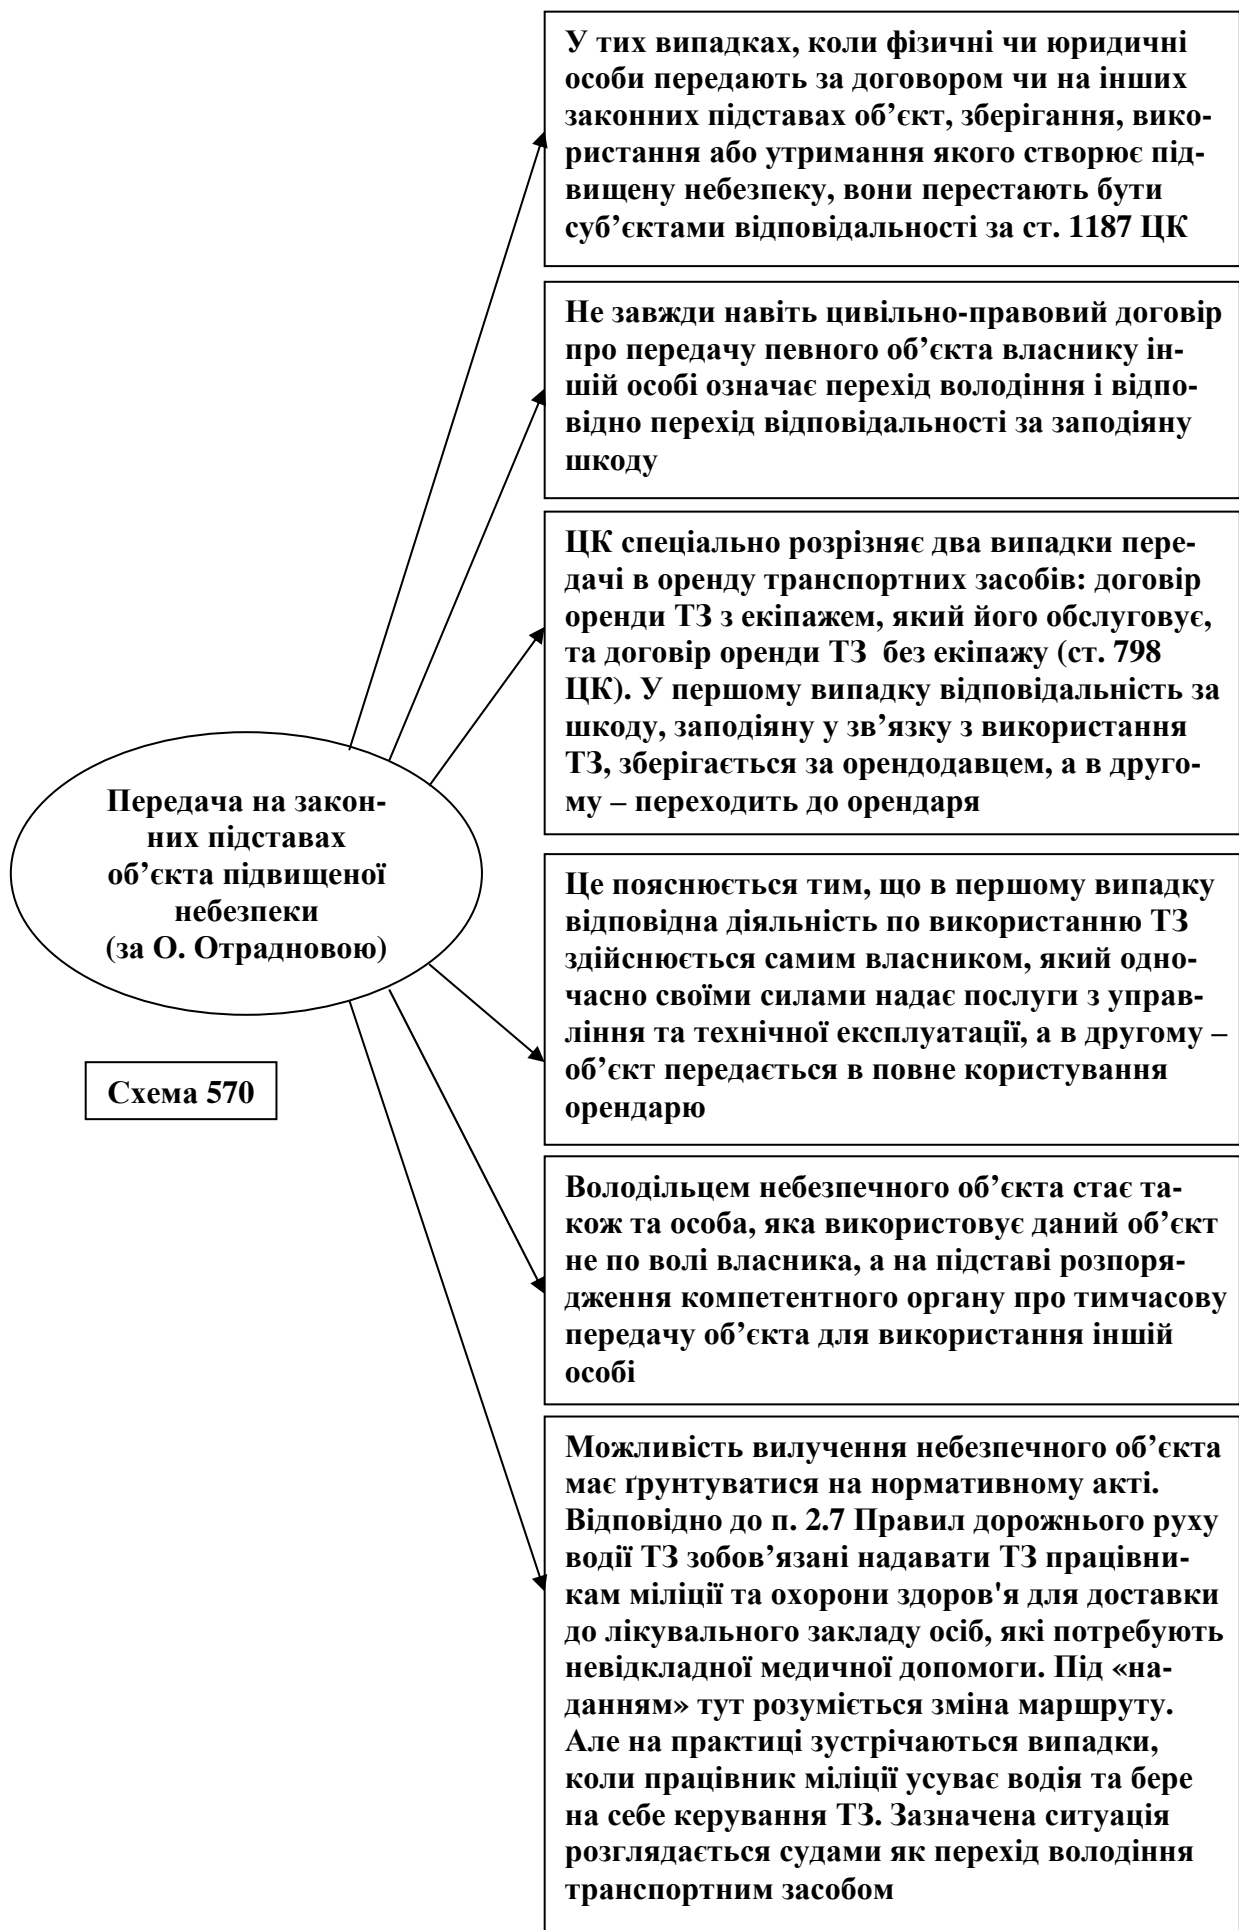 У тих випадках, коли фізичні чи юридичні
особи передають за договором чи на інших
законних підставах об’єкт, зберігання, вико-
ристання або утримання якого створює під-
вищену небезпеку, вони перестають бути
суб’єктами відповідальності за ст. 1187 ЦК
Не завжди навіть цивільно-правовий договір
про передачу певного об’єкта власнику ін-
шій особі означає перехід володіння і відпо-
відно перехід відповідальності за заподіяну
шкоду
ЦК спеціально розрізняє два випадки пере-
дачі в оренду транспортних засобів: договір
оренди ТЗ з екіпажем, який його обслуговує,
та договір оренди ТЗ без екіпажу (ст. 798
ЦК). У першому випадку відповідальність за
шкоду, заподіяну у зв’язку з використання
ТЗ, зберігається за орендодавцем, а в друго-
му – переходить до орендаря
Передача на закон-
них підставах
об’єкта підвищеної
небезпеки
(за О. Отрадновою)
Це пояснюється тим, що в першому випадку
відповідна діяльність по використанню ТЗ
здійснюється самим власником, який одно-
часно своїми силами надає послуги з управ-
ління та технічної експлуатації, а в другому –
об’єкт передається в повне користування
орендарю
Схема 570
Володільцем небезпечного об’єкта стає та-
кож та особа, яка використовує даний об’єкт
не по волі власника, а на підставі розпоря-
дження компетентного органу про тимчасову
передачу об’єкта для використання іншій
особі
Можливість вилучення небезпечного об’єкта
має ґрунтуватися на нормативному акті.
Відповідно до п. 2.7 Правил дорожнього руху
водії ТЗ зобов’язані надавати ТЗ працівни-
кам міліції та охорони здоров'я для доставки
до лікувального закладу осіб, які потребують
невідкладної медичної допомоги. Під «на-
данням» тут розуміється зміна маршруту.
Але на практиці зустрічаються випадки,
коли працівник міліції усуває водія та бере
на себе керування ТЗ. Зазначена ситуація
розглядається судами як перехід володіння
транспортним засобом